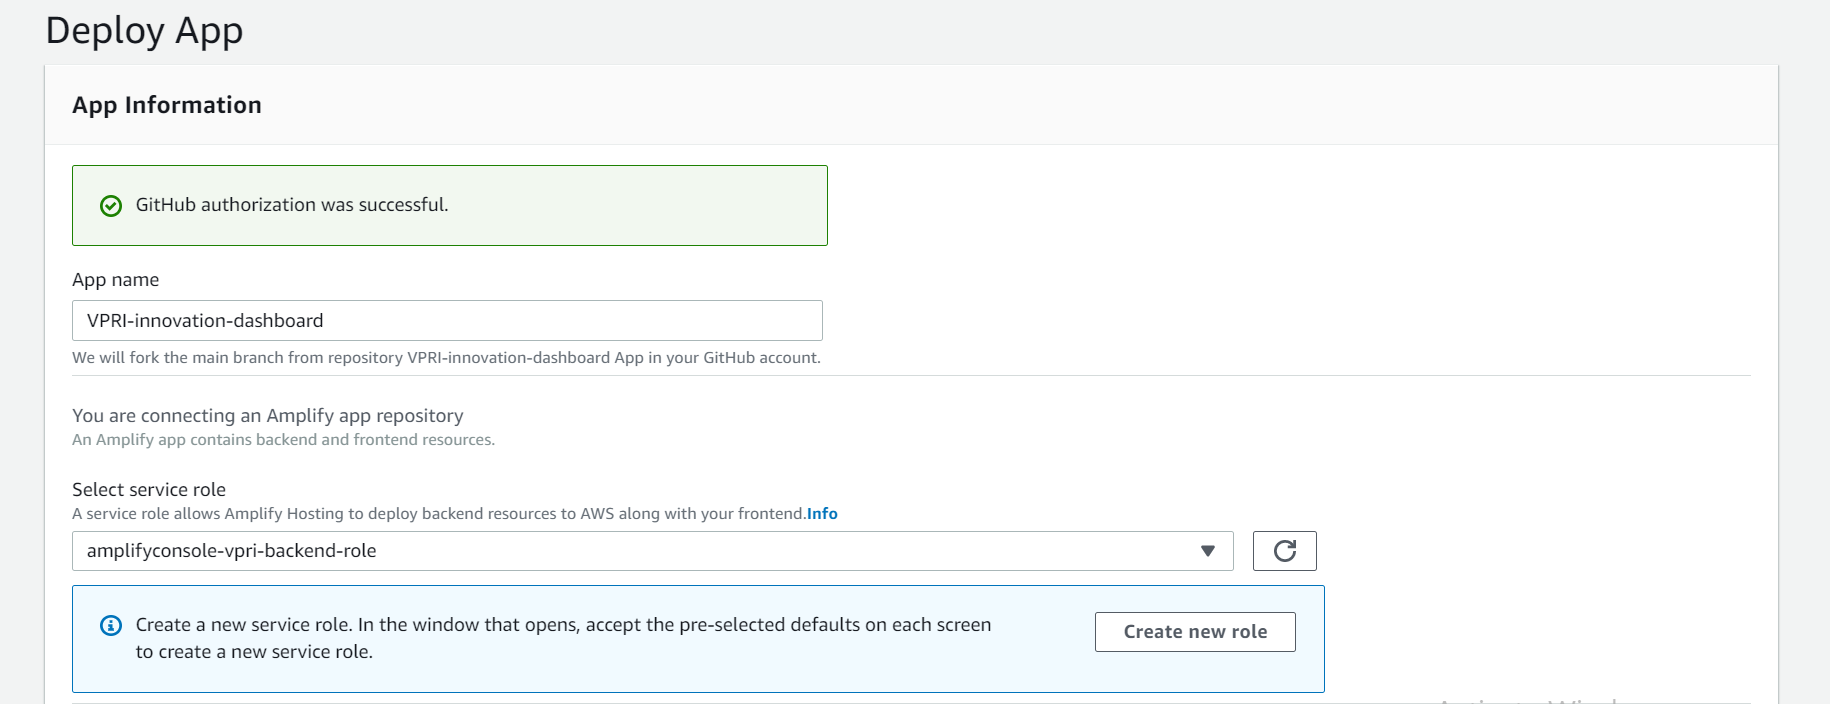 Deploy App
App Information
GitHub authorization was successful.
App name
VPRI-innovation-dashboard
We will fork the main branch from repository VPRI-innovation-dashboard App in your GitHub account.
You are connecting an Amplify app repository
An Amplify app contains backend and frontend resources.
Select service role
A service role allows Amplify Hosting to deploy backend resources to AWS along with your frontend.Info
amplifyconsole-vpri-backend-role
Create a new service role. In the window that opens, accept the pre-selected defaults on each screen
to create a new service role.
Create new role